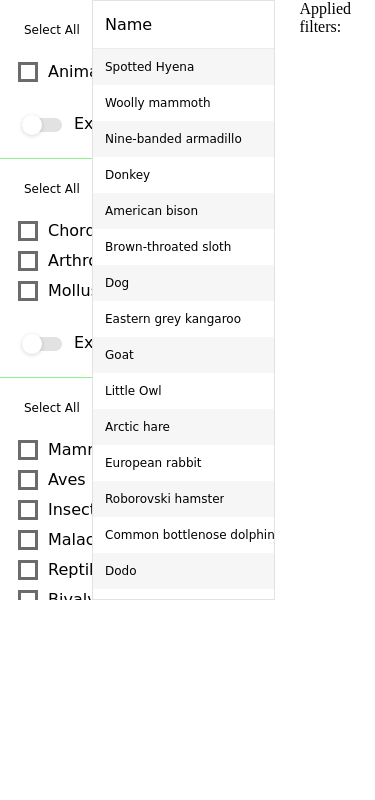 Select All
Anima
Ex
Select All
Chord
Arthro
Mollus
Ex
Select All
Mamm
Aves
Insect
Malac
Reptil
Bivalv
Name
Spotted Hyena
Woolly mammoth
Nine-banded armadillo
Donkey
American bison
Brown-throated sloth
Dog
Eastern grey kangaroo
Goat
Little Owl
Arctic hare
European rabbit
Roborovski hamster
Common bottlenose dolphin
Dodo
Applied
filters: